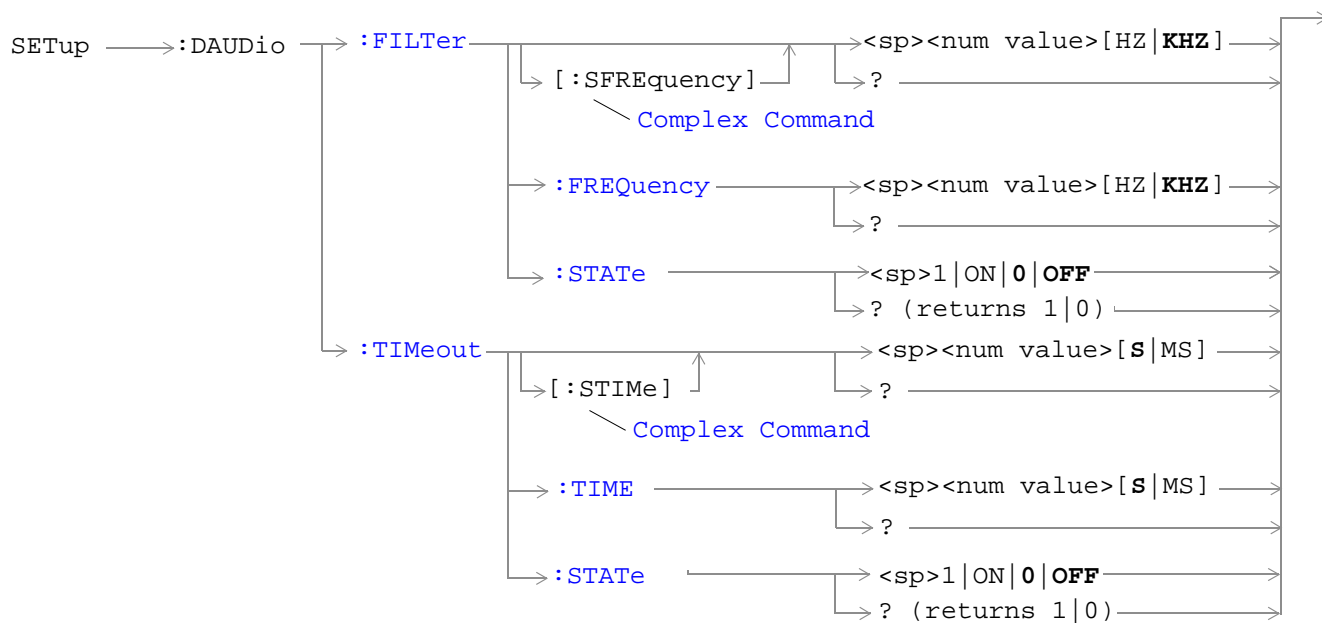 SETup :DAUDio :FILTer <sp><num value>[HZ|KHZ]
[:SFREquency] ?
Complex Command
:FREQuency <sp><num value>[HZ|KHZ]
?
:STATe <sp>1|ON|0|OFF
? (returns 1|0)
:TIMeout <sp><num value>[S|MS]
[:STIMe] ?
Complex Command
:TIME <sp><num value>[S|MS]
?
:STATe <sp>1|ON|0|OFF
? (returns 1|0)